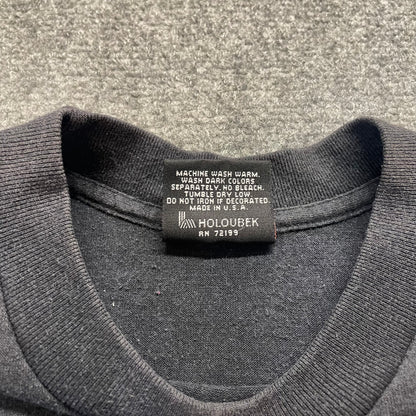 MACHINE WASH WARM.
WASH DARK COLORS
SEPARATELY. NO BLEACH.
TUMBLE DRY LOW.
DO NOT IRON IF DECORATED.
MADE IN U.S.A.
HOLOUBEK
RN 72199